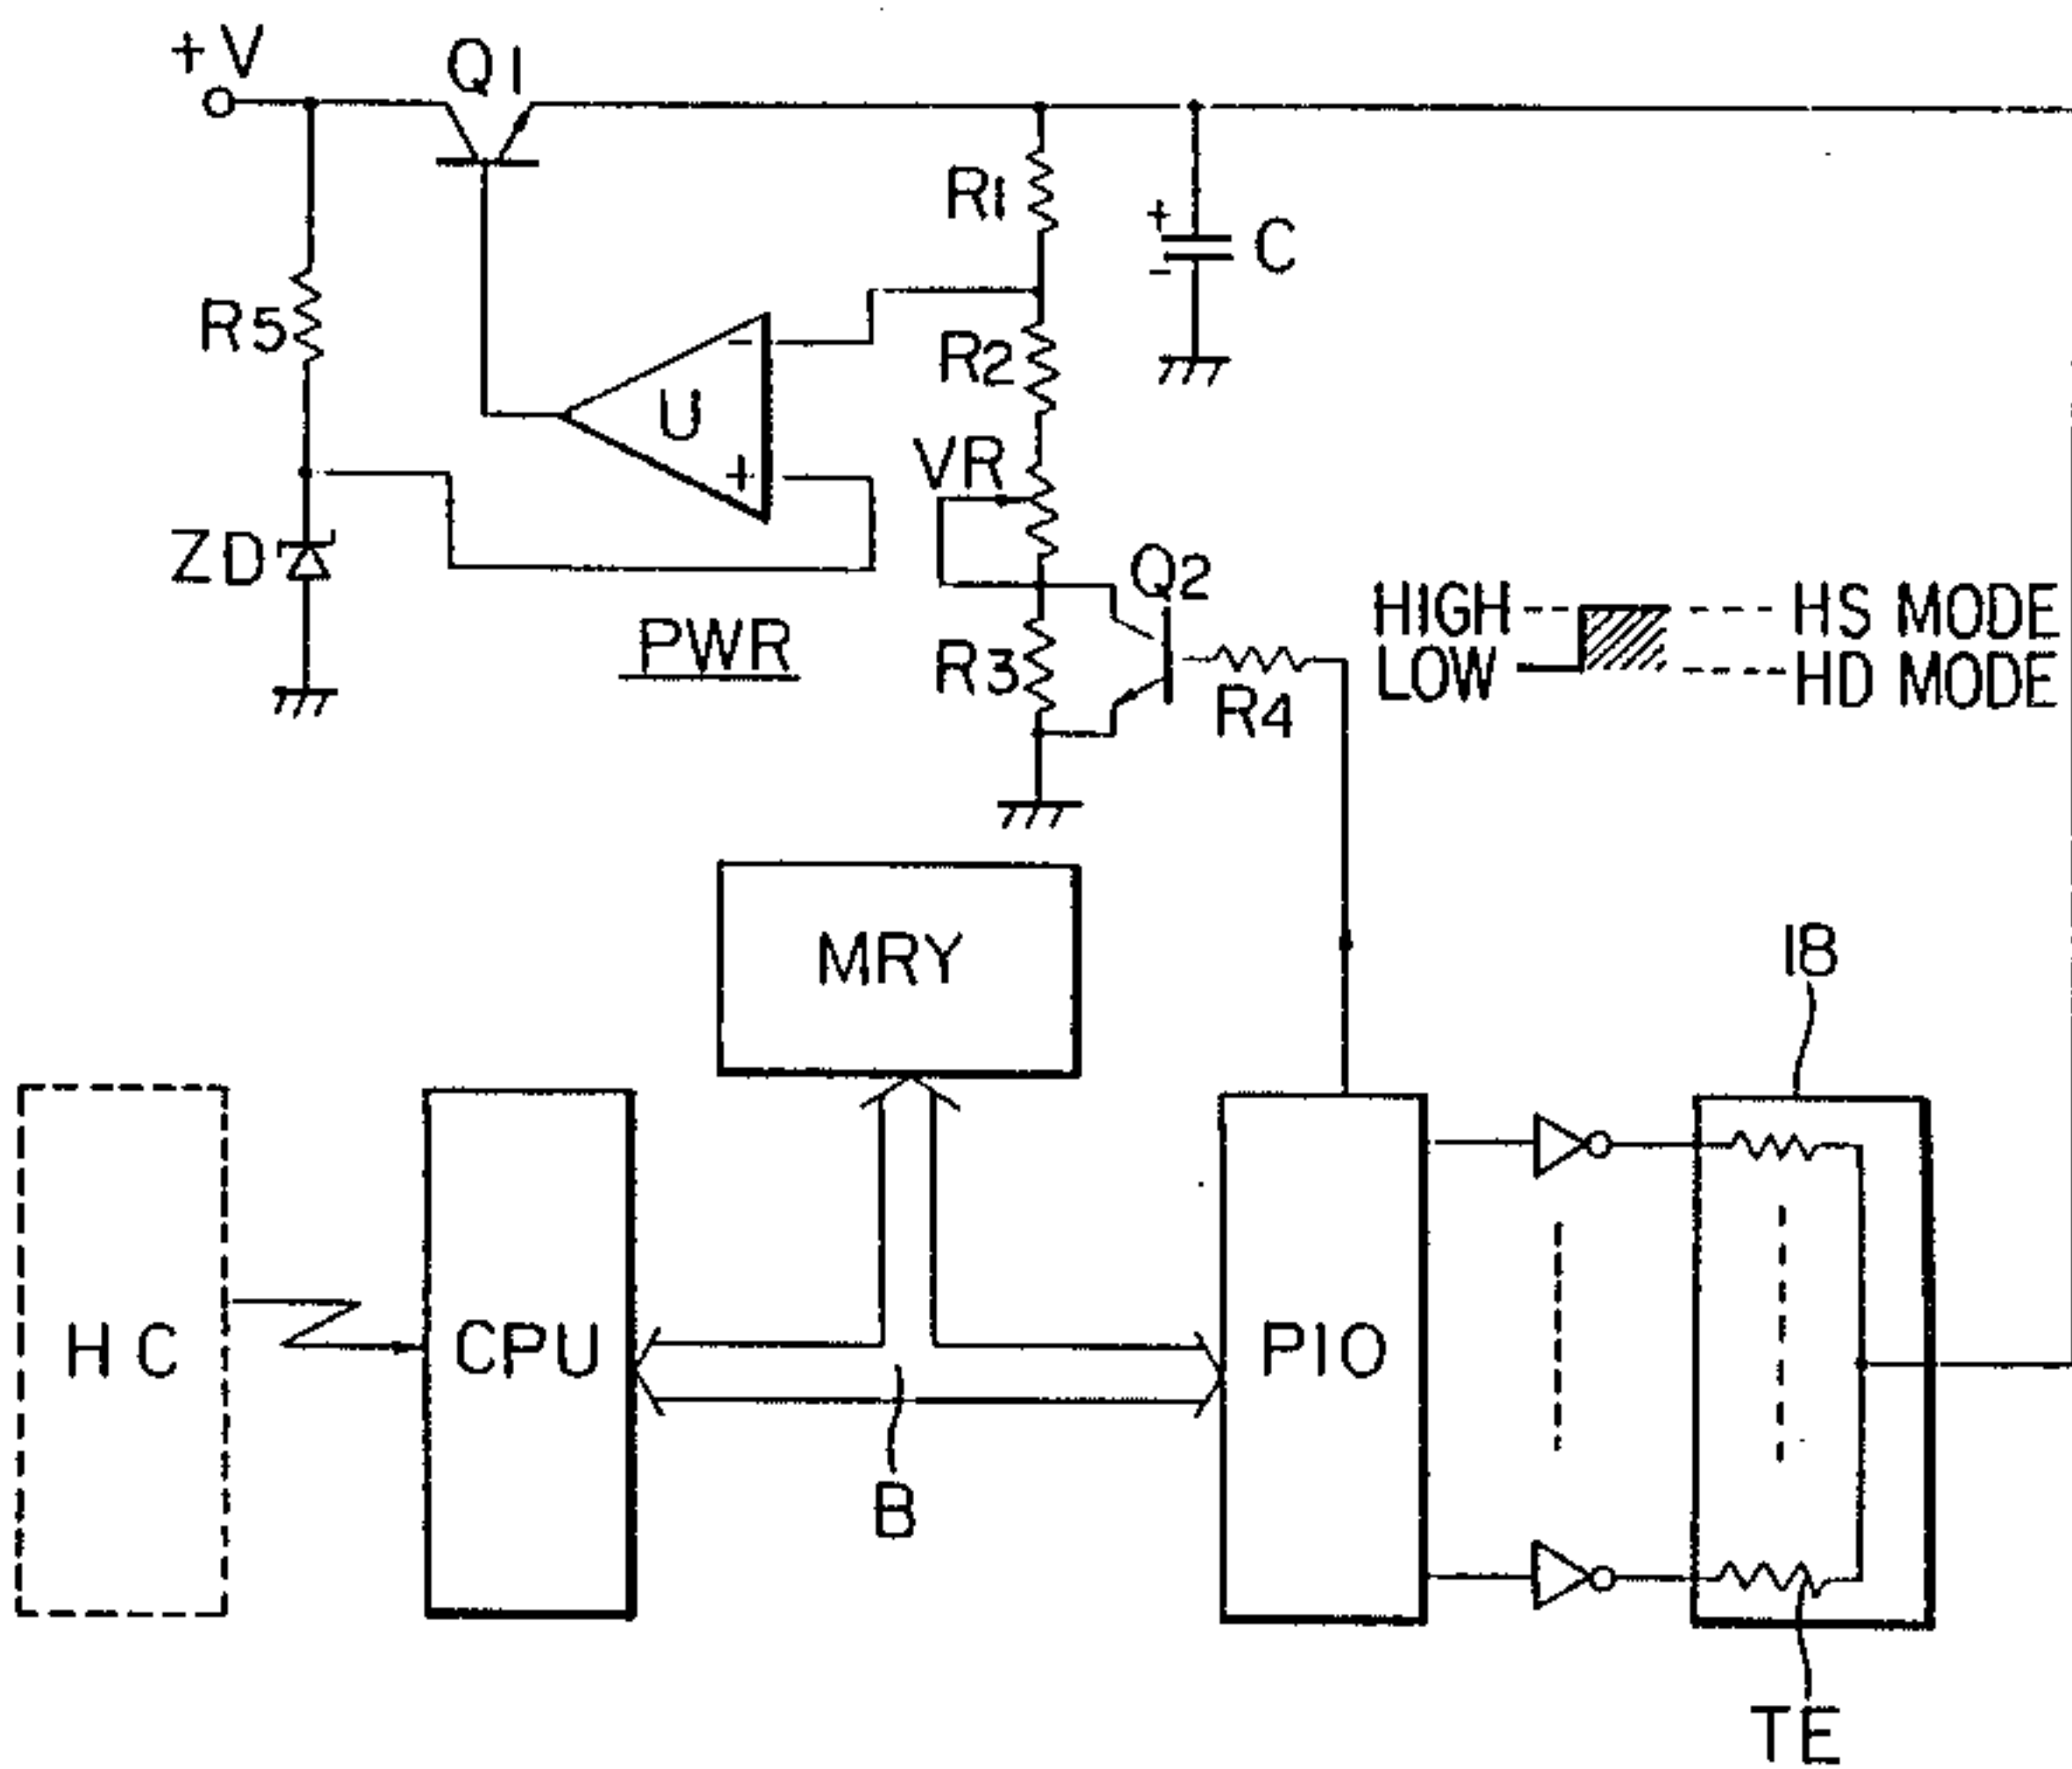 +V
Q1
R1
+
-
C
R5
-
U
+
R2
VR
ZD
Q2
PWR
R3
R4
HIGH HS MODE
LOW HD MODE
MRY
18
HC
CPU
PIO
B
TE